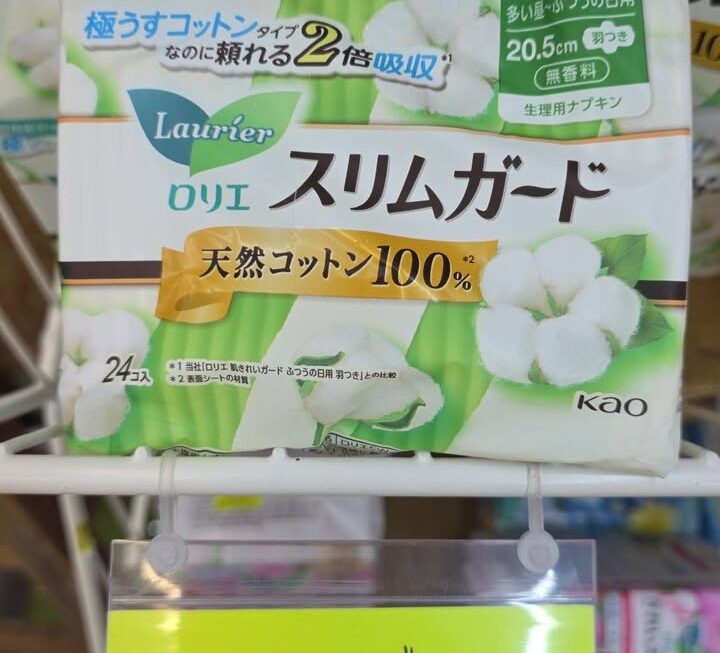 極うすコットンタイプ
なのに頼れる2倍吸収*1
多い昼~ふつうの日用
20.5cm 羽つき
無香料
生理用ナプキン
Laurier
ロリエ スリムガード
天然コットン100%*2
24コ入
*1 当社「ロリエ 肌きれいガード ふつうの日用 羽つき」との比較
*2 表面シートの材質
Kao